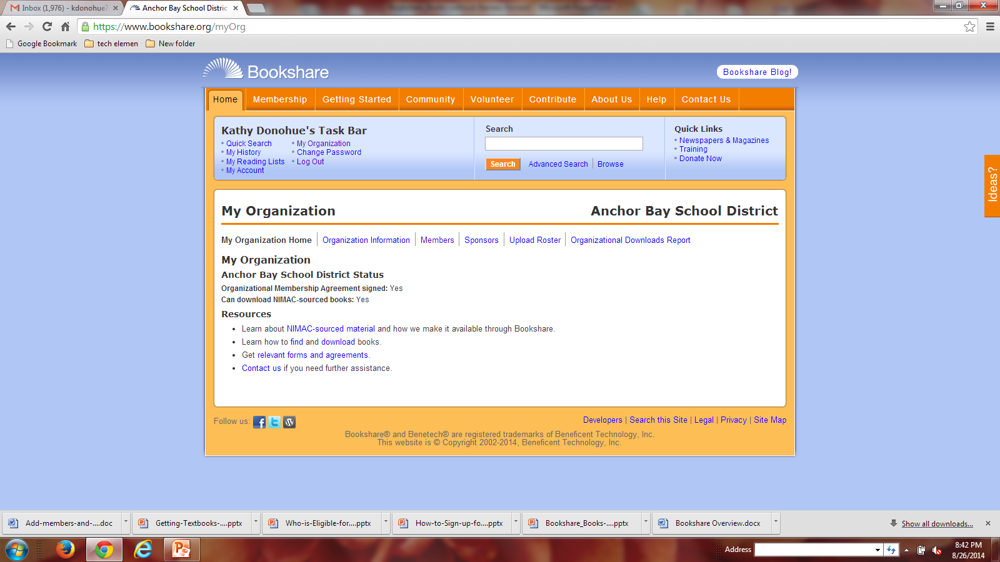 Inbox (1,976) - kdonohue7
Anchor Bay School Distric
https://www.bookshare.org/myOrg
Google Bookmark
tech elemen
New folder
Bookshare
Bookshare Blog!
Home
Membership
Getting Started
Community
Volunteer
Contribute
About Us
Help
Contact Us
Kathy Donohue's Task Bar
Quick Search
My History
My Reading Lists
My Account
My Organization
Change Password
Log Out
Search
Search
Advanced Search
Browse
Quick Links
Newspapers & Magazines
Training
Donate Now
Ideas?
My Organization
Anchor Bay School District
My Organization Home
Organization Information
Members
Sponsors
Upload Roster
Organizational Downloads Report
My Organization
Anchor Bay School District Status
Organizational Membership Agreement signed: Yes
Can download NIMAC-sourced books: Yes
Resources
Learn about NIMAC-sourced material and how we make it available through Bookshare.
Learn how to find and download books.
Get relevant forms and agreements.
Contact us if you need further assistance.
Follow us:
Developers | Search this Site | Legal | Privacy | Site Map
Bookshare® and Benetech® are registered trademarks of Beneficent Technology, Inc.
This website is © Copyright 2002-2014, Beneficent Technology, Inc.
Add-members-and-....doc
Getting-Textbooks-....pptx
Who-is-Eligible-for....pptx
How-to-Sign-up-fo....pptx
Bookshare_Books-....pptx
Bookshare Overview.docx
Show all downloads...
Address
8:42 PM
8/26/2014